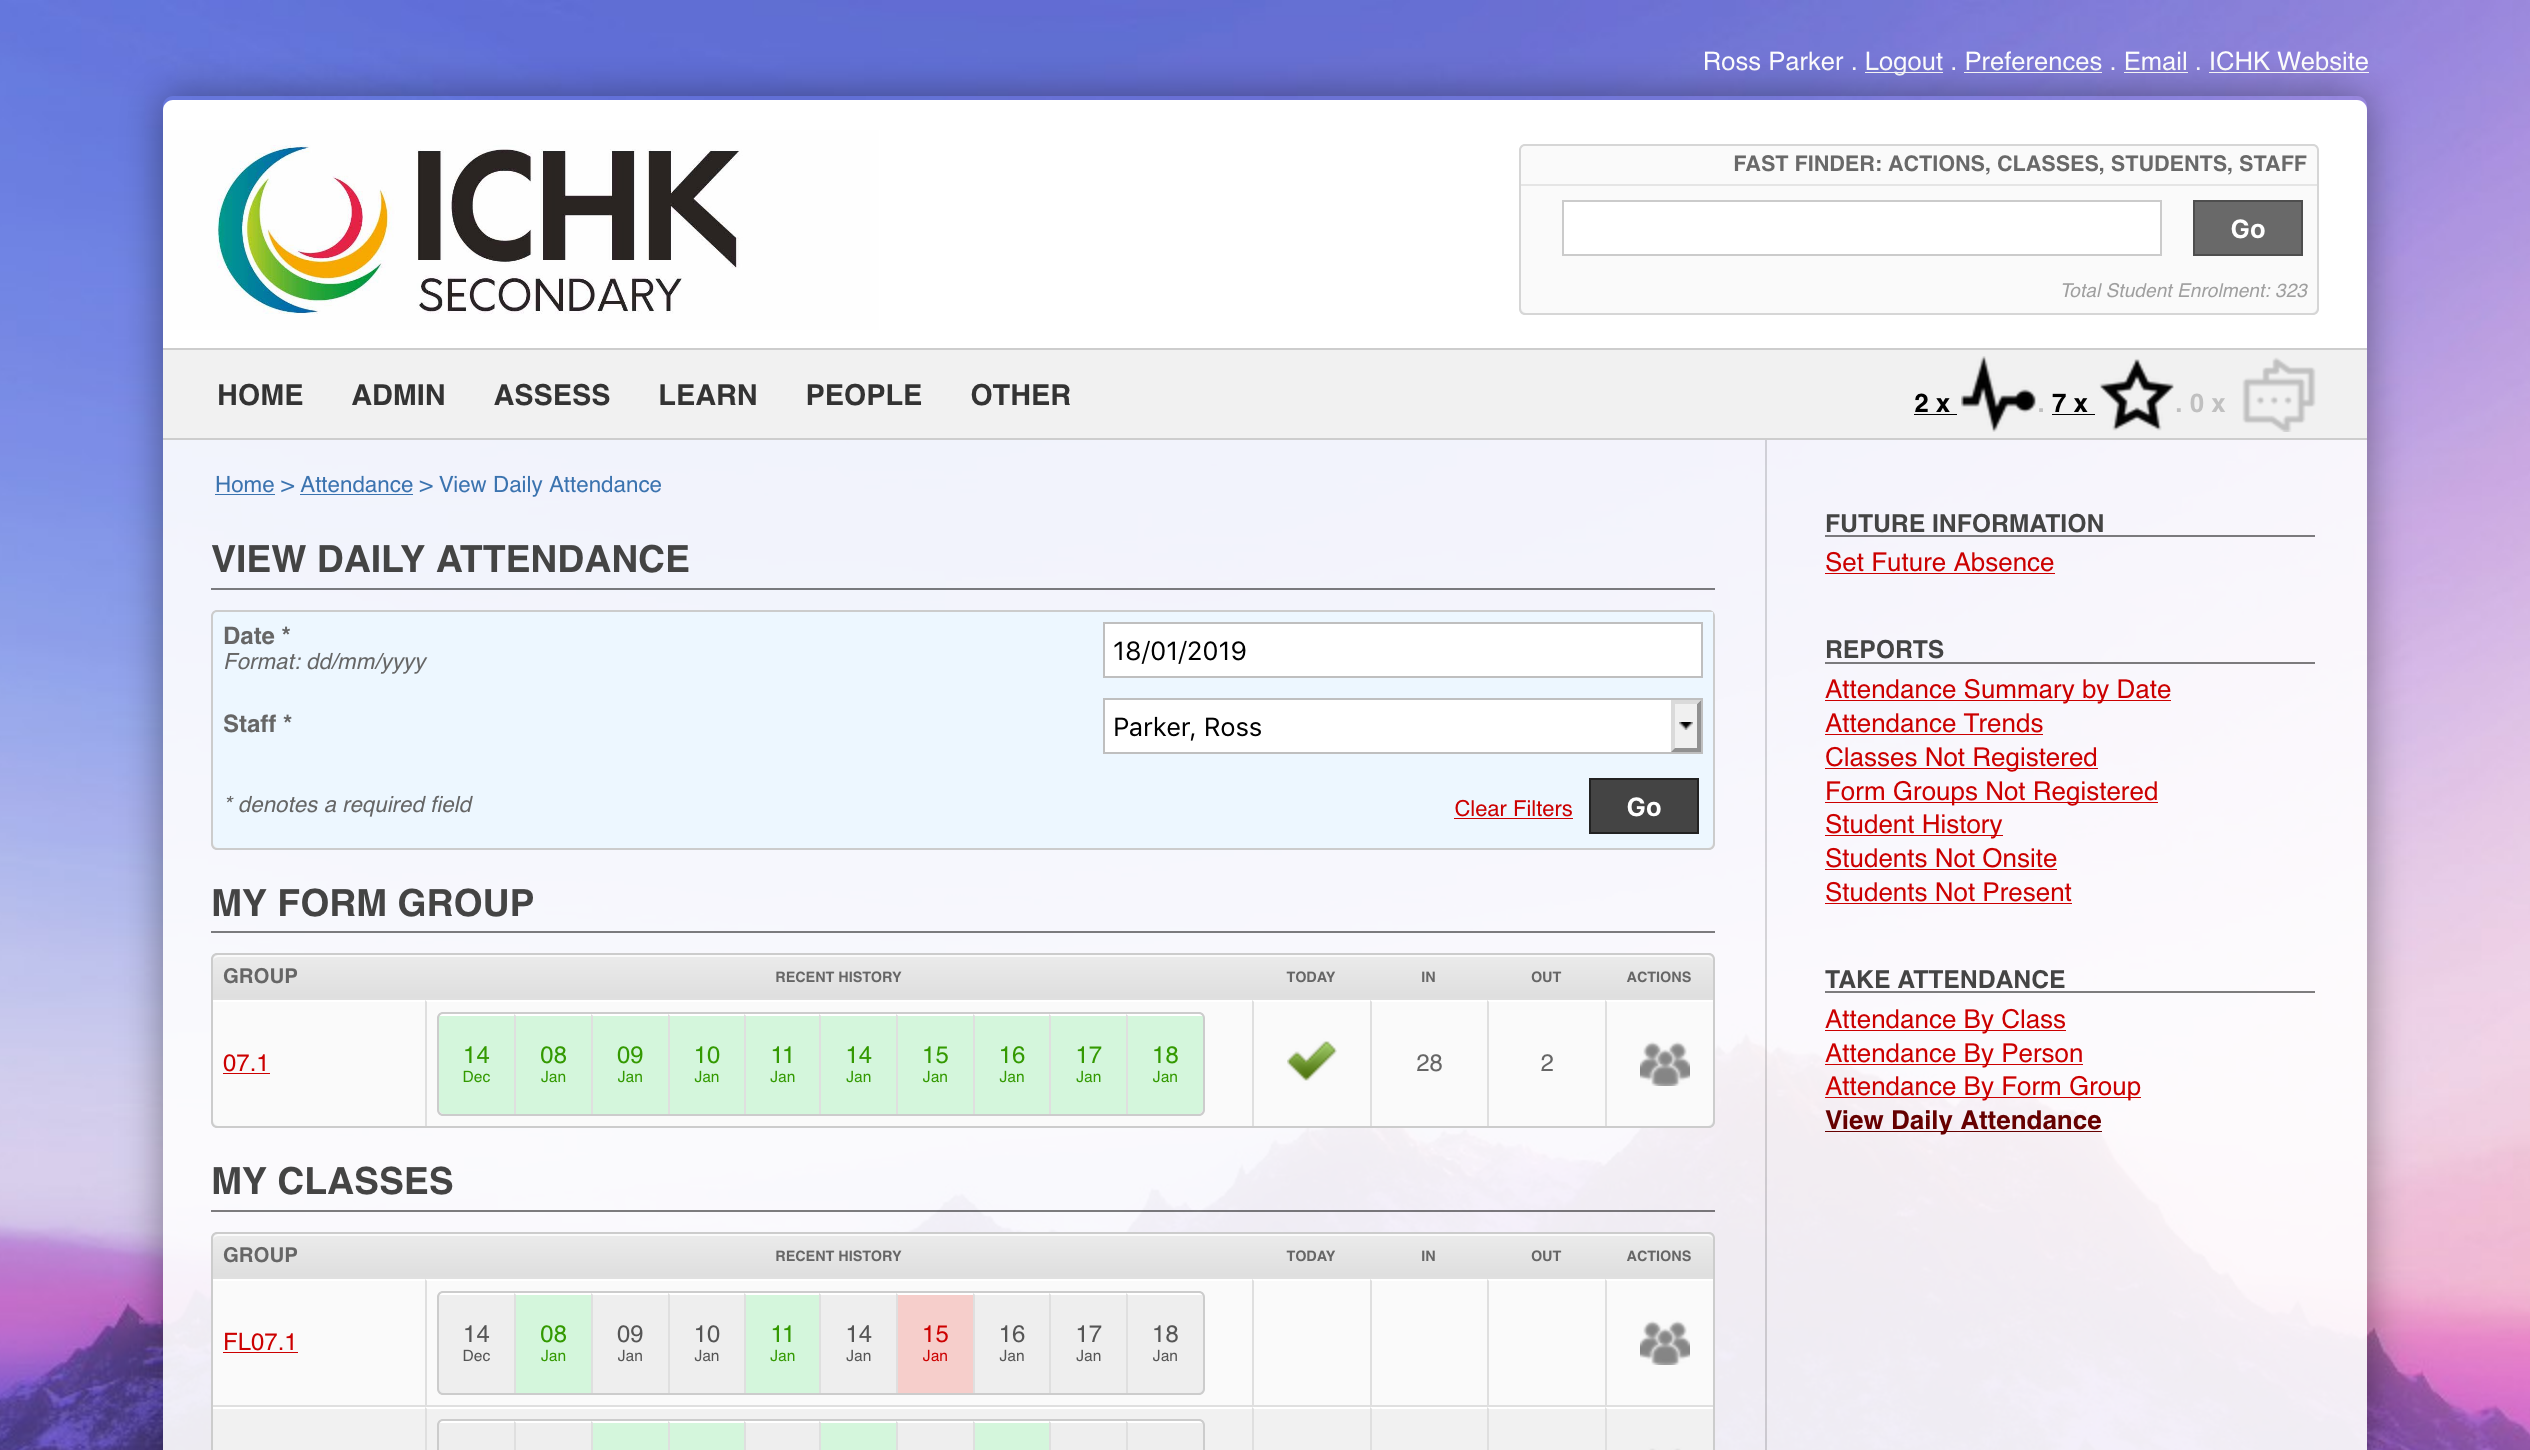 Ross Parker . Logout . Preferences . Email . ICHK Website
ICHK
SECONDARY
FAST FINDER: ACTIONS, CLASSES, STUDENTS, STAFF
Go
Total Student Enrolment: 323
HOME ADMIN ASSESS LEARN PEOPLE OTHER
2 x . 7 x . 0 x
Home > Attendance > View Daily Attendance
VIEW DAILY ATTENDANCE
Date *
Format: dd/mm/yyyy
18/01/2019
Staff *
Parker, Ross
* denotes a required field
Clear Filters
Go
MY FORM GROUP
GROUP RECENT HISTORY TODAY IN OUT ACTIONS
07.1
14 08 09 10 11 14 15 16 17 18
Dec Jan Jan Jan Jan Jan Jan Jan Jan Jan
28 2
MY CLASSES
GROUP RECENT HISTORY TODAY IN OUT ACTIONS
FL07.1
14 08 09 10 11 14 15 16 17 18
Dec Jan Jan Jan Jan Jan Jan Jan Jan Jan
FUTURE INFORMATION
Set Future Absence
REPORTS
Attendance Summary by Date
Attendance Trends
Classes Not Registered
Form Groups Not Registered
Student History
Students Not Onsite
Students Not Present
TAKE ATTENDANCE
Attendance By Class
Attendance By Person
Attendance By Form Group
View Daily Attendance